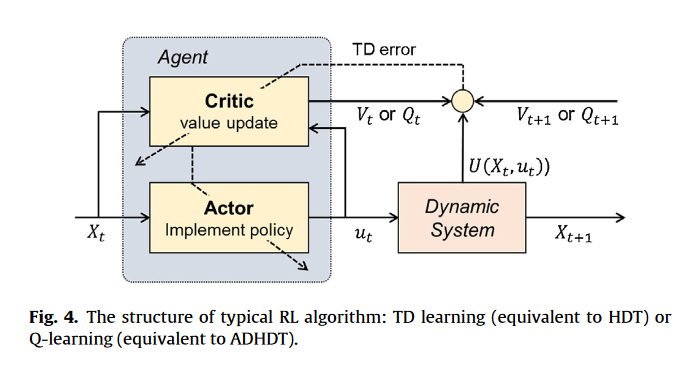 Agent
TD error
Critic
value update
V_t or Q_t
V_{t+1} or Q_{t+1}
U(X_t, u_t))
Actor
Implement policy
Dynamic
System
X_t
u_t
X_{t+1}
Fig. 4. The structure of typical RL algorithm: TD learning (equivalent to HDT) or
Q-learning (equivalent to ADHDT).